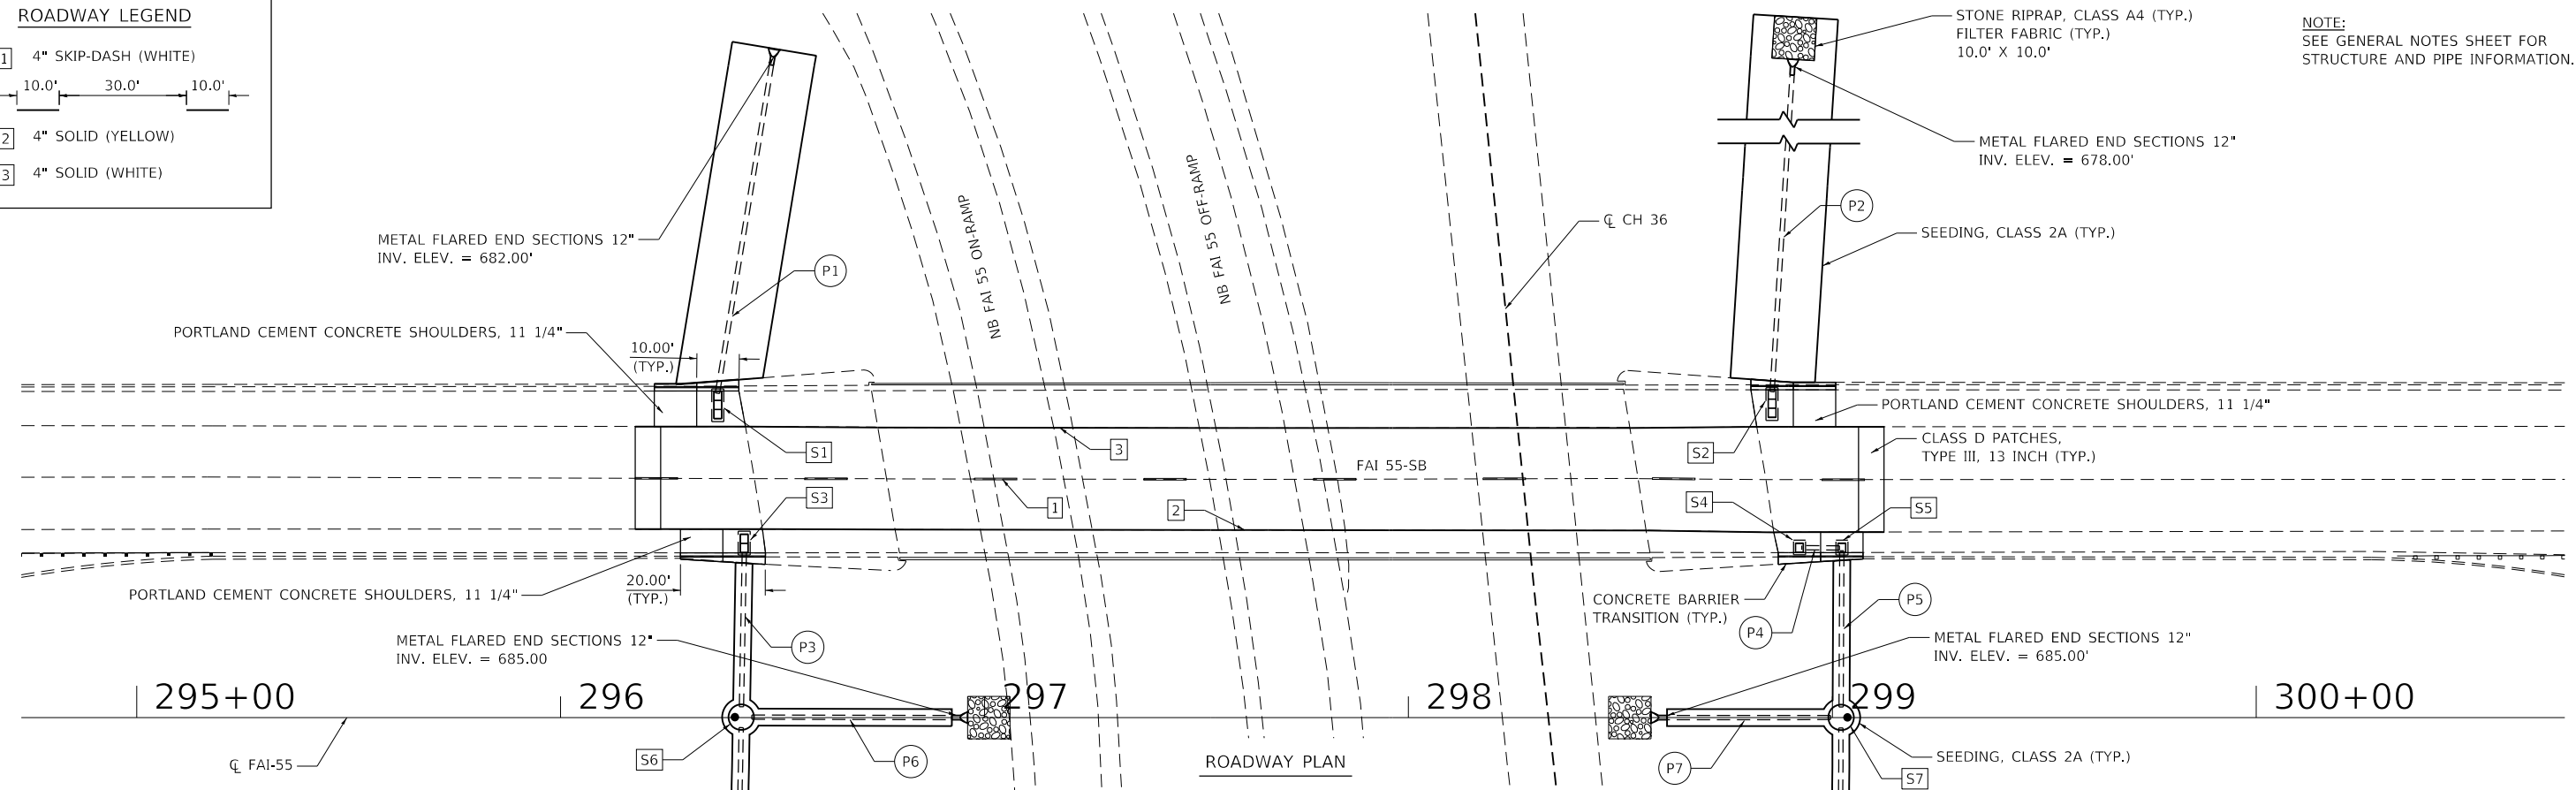 ROADWAY LEGEND
1 4" SKIP-DASH (WHITE)
10.0' 30.0' 10.0'
2 4" SOLID (YELLOW)
3 4" SOLID (WHITE)
STONE RIPRAP, CLASS A4 (TYP.)
FILTER FABRIC (TYP.)
10.0' X 10.0'
NOTE:
SEE GENERAL NOTES SHEET FOR
STRUCTURE AND PIPE INFORMATION.
METAL FLARED END SECTIONS 12"
INV. ELEV. = 678.00'
METAL FLARED END SECTIONS 12"
INV. ELEV. = 682.00'
P1
NB FAI 55 ON-RAMP
NB FAI 55 OFF-RAMP
℄ CH 36
P2
SEEDING, CLASS 2A (TYP.)
PORTLAND CEMENT CONCRETE SHOULDERS, 11 1/4"
10.00'
(TYP.)
PORTLAND CEMENT CONCRETE SHOULDERS, 11 1/4"
S1
3
S2
CLASS D PATCHES,
TYPE III, 13 INCH (TYP.)
FAI 55-SB
S3
1
2
S4
S5
PORTLAND CEMENT CONCRETE SHOULDERS, 11 1/4"
20.00'
(TYP.)
CONCRETE BARRIER
TRANSITION (TYP.)
P4
P5
METAL FLARED END SECTIONS 12"
INV. ELEV. = 685.00
P3
METAL FLARED END SECTIONS 12"
INV. ELEV. = 685.00'
295+00 296 297 298 299 300+00
℄ FAI-55
S6
P6
ROADWAY PLAN
P7
S7
SEEDING, CLASS 2A (TYP.)